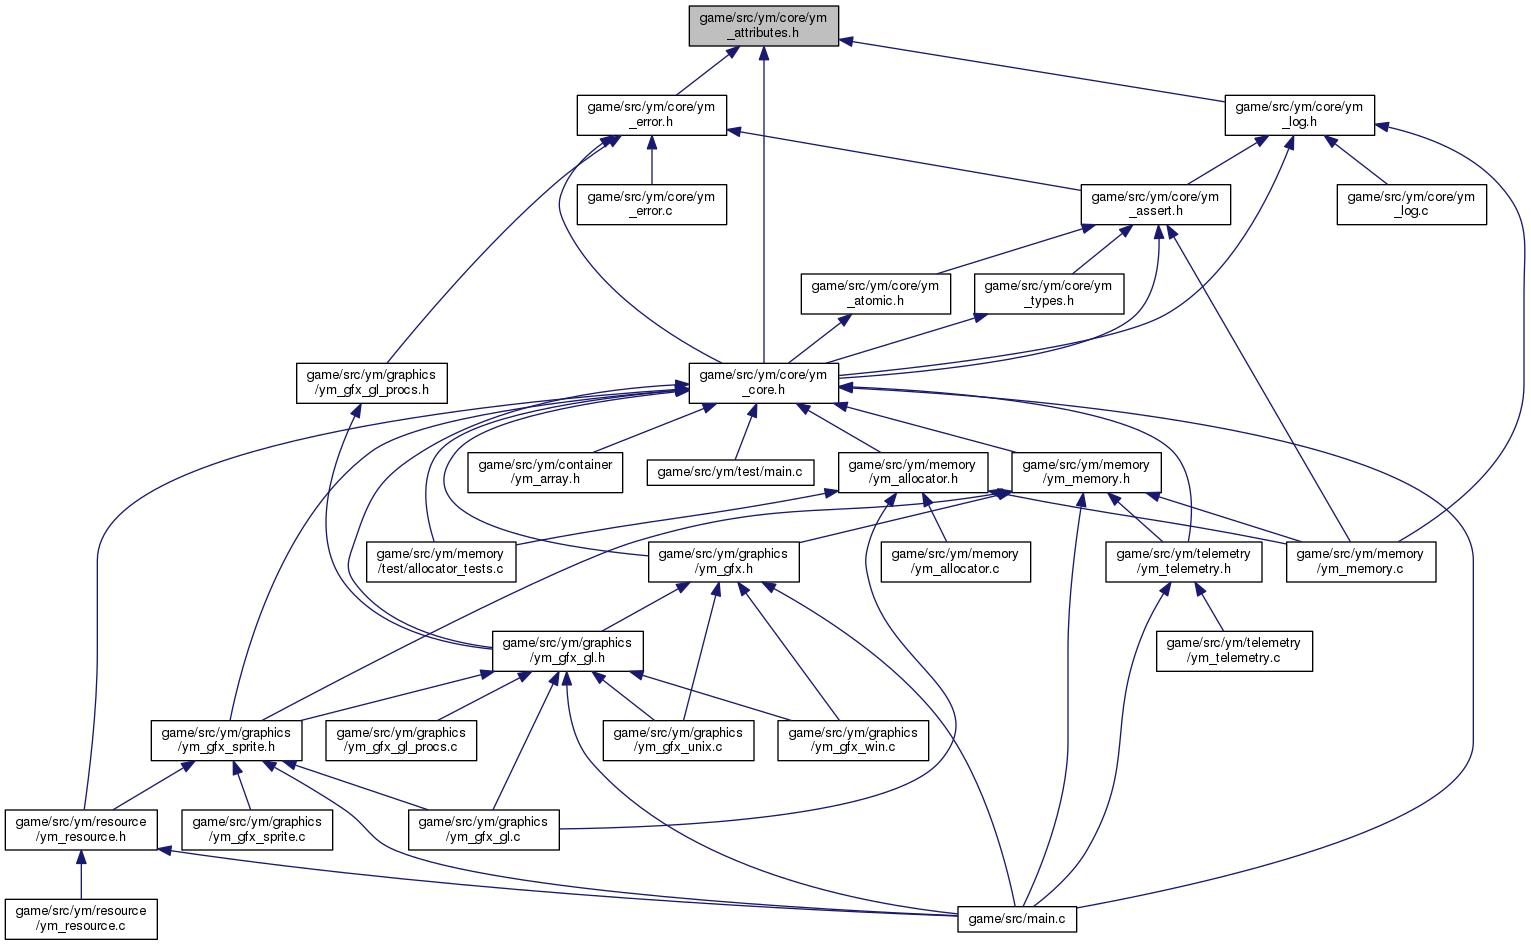 game/src/ym/core/ym
_attributes.h
game/src/ym/core/ym
_error.h
game/src/ym/core/ym
_log.h
game/src/ym/core/ym
_error.c
game/src/ym/core/ym
_assert.h
game/src/ym/core/ym
_log.c
game/src/ym/core/ym
_atomic.h
game/src/ym/core/ym
_types.h
game/src/ym/graphics
/ym_gfx_gl_procs.h
game/src/ym/core/ym
_core.h
game/src/ym/container
/ym_array.h
game/src/ym/test/main.c
game/src/ym/memory
/ym_allocator.h
game/src/ym/memory
/ym_memory.h
game/src/ym/memory
/test/allocator_tests.c
game/src/ym/graphics
/ym_gfx.h
game/src/ym/memory
/ym_allocator.c
game/src/ym/telemetry
/ym_telemetry.h
game/src/ym/memory
/ym_memory.c
game/src/ym/graphics
/ym_gfx_gl.h
game/src/ym/telemetry
/ym_telemetry.c
game/src/ym/graphics
/ym_gfx_sprite.h
game/src/ym/graphics
/ym_gfx_gl_procs.c
game/src/ym/graphics
/ym_gfx_unix.c
game/src/ym/graphics
/ym_gfx_win.c
game/src/ym/resource
/ym_resource.h
game/src/ym/graphics
/ym_gfx_sprite.c
game/src/ym/graphics
/ym_gfx_gl.c
game/src/ym/resource
/ym_resource.c
game/src/main.c